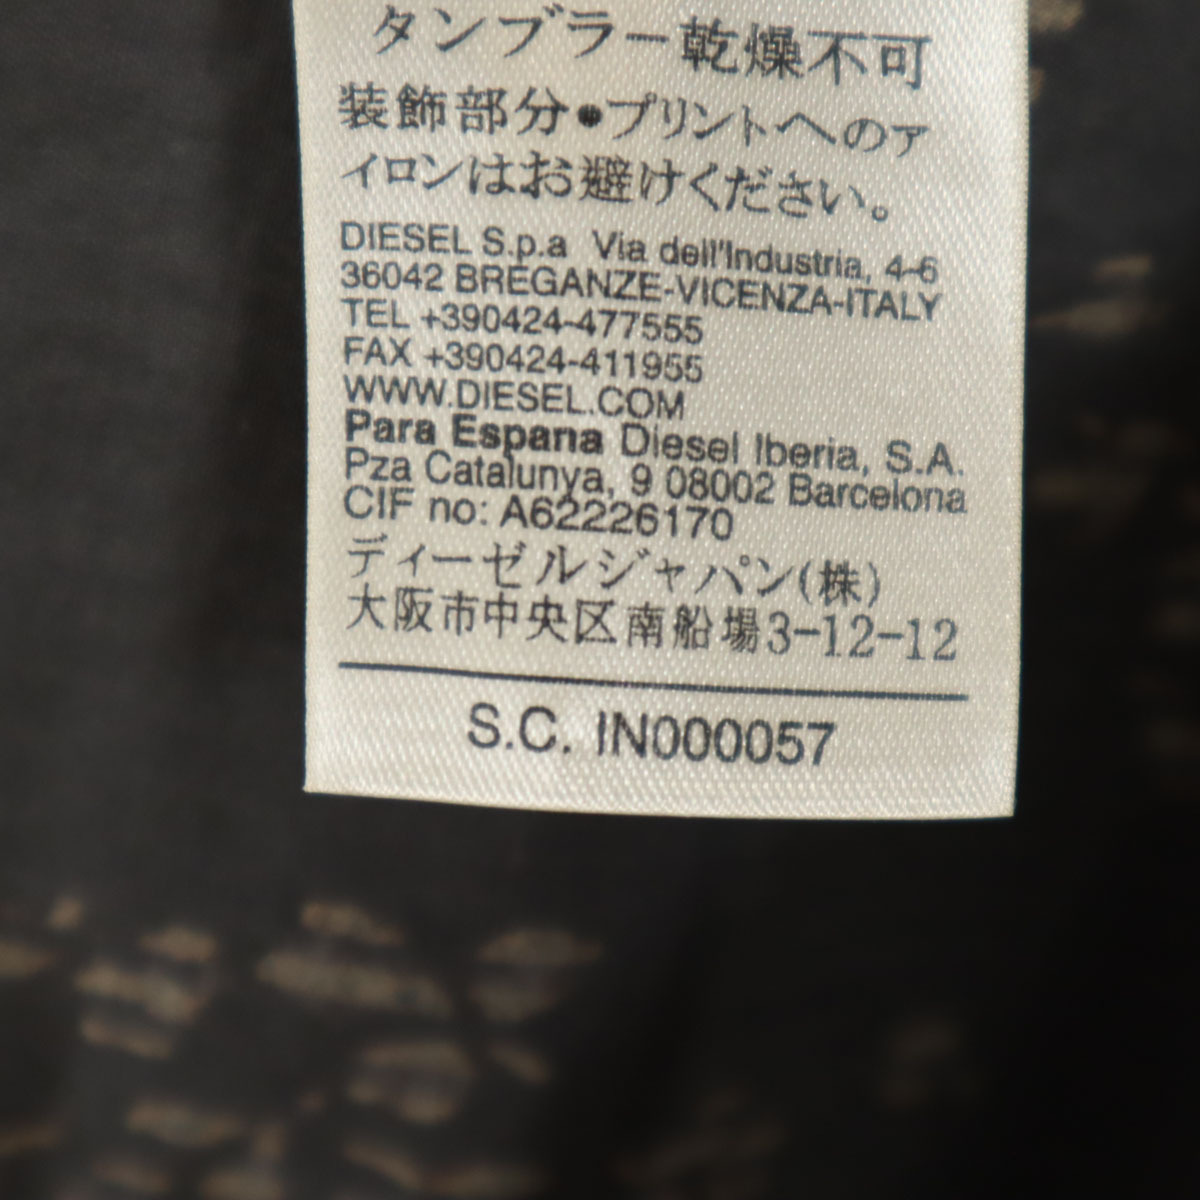 タンブラー乾燥不可
装飾部分●プリントへのア
イロンはお避けください。
DIESEL S.p.a Via dell'Industria, 4-6
36042 BREGANZE-VICENZA-ITALY
TEL +390424-477555
FAX +390424-411955
WWW.DIESEL.COM
Para Espana Diesel Iberia, S.A.
Pza Catalunya, 9 08002 Barcelona
CIF no: A62226170
ディーゼルジャパン(株)
大阪市中央区南船場3-12-12
S.C. IN000057